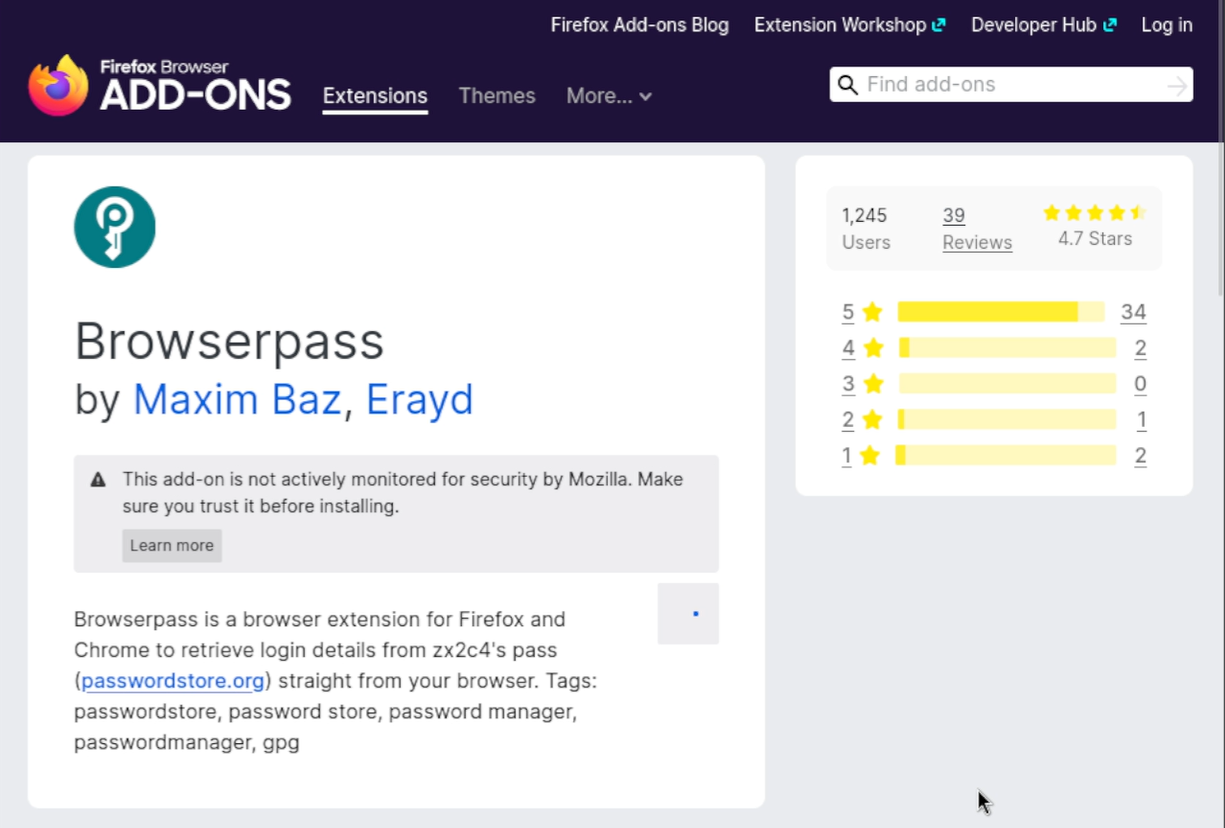 Firefox Add-ons Blog Extension Workshop Developer Hub Log in
Firefox Browser
ADD-ONS
Extensions Themes More...
Find add-ons
Browserpass
by Maxim Baz, Erayd
This add-on is not actively monitored for security by Mozilla. Make
sure you trust it before installing.
Learn more
Browserpass is a browser extension for Firefox and
Chrome to retrieve login details from zx2c4's pass
(passwordstore.org) straight from your browser. Tags:
passwordstore, password store, password manager,
passwordmanager, gpg
1,245 39
Users Reviews 4.7 Stars
5 34
4 2
3 0
2 1
1 2